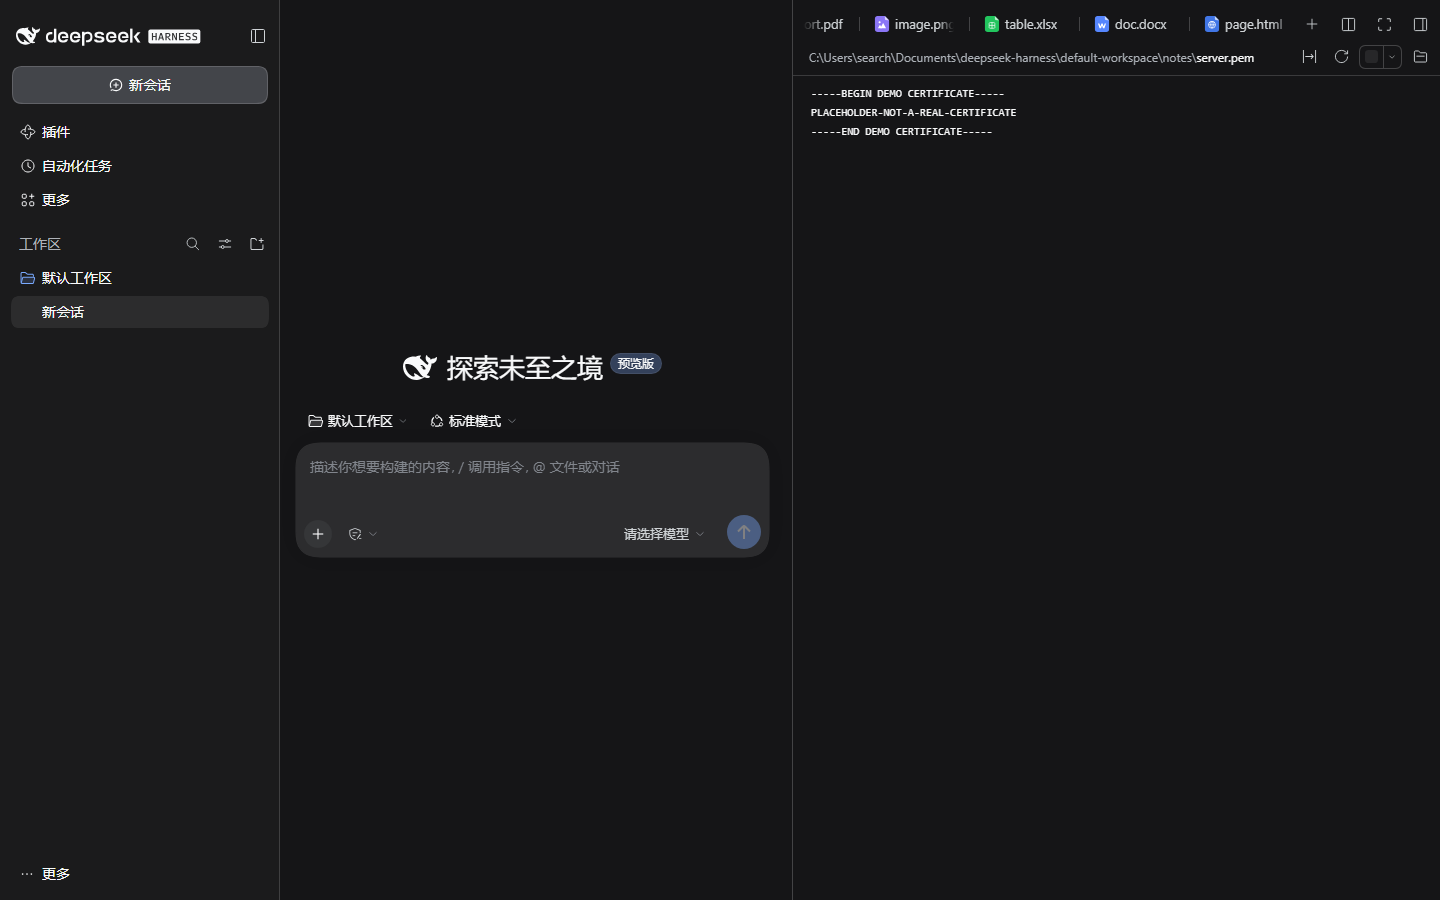 deepseek HARNESS
新会话
插件
自动化任务
更多
工作区
默认工作区
新会话
更多
探索未至之境 预览版
默认工作区 标准模式
描述你想要构建的内容, / 调用指令, @ 文件或对话
请选择模型
ort.pdf image.pn table.xlsx doc.docx page.html
C:\Users\search\Documents\deepseek-harness\default-workspace\notes\server.pem
-----BEGIN DEMO CERTIFICATE-----
PLACEHOLDER-NOT-A-REAL-CERTIFICATE
-----END DEMO CERTIFICATE-----